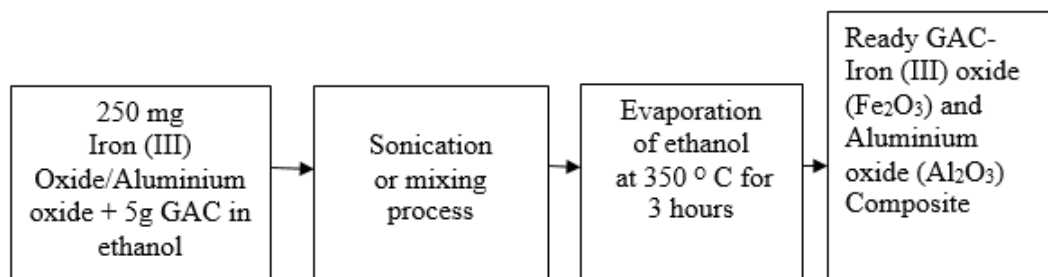 250 mg
Iron (III)
Oxide/Aluminium
oxide + 5g GAC in
ethanol
Sonication
or mixing
process
Evaporation
of ethanol
at 350 ⁰ C for
3 hours
Ready GAC-
Iron (III) oxide
(Fe₂O₃) and
Aluminium
oxide (Al₂O₃)
Composite